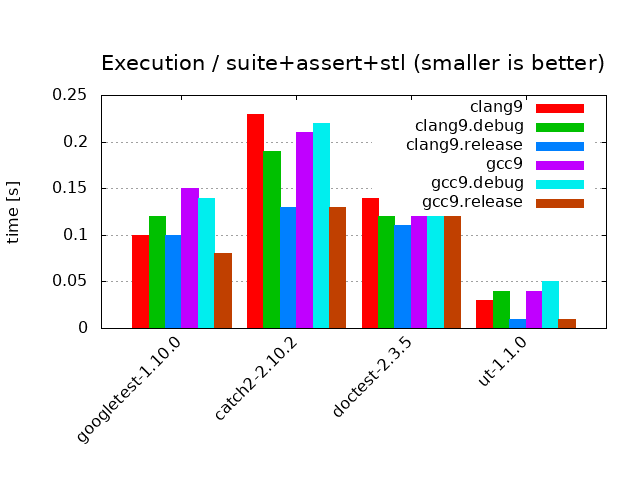 Execution / suite+assert+stl (smaller is better)
time [s]
0.25
0.2
0.15
0.1
0.05
0
clang9
clang9.debug
clang9.release
gcc9
gcc9.debug
gcc9.release
googletest-1.10.0
catch2-2.10.2
doctest-2.3.5
ut-1.1.0